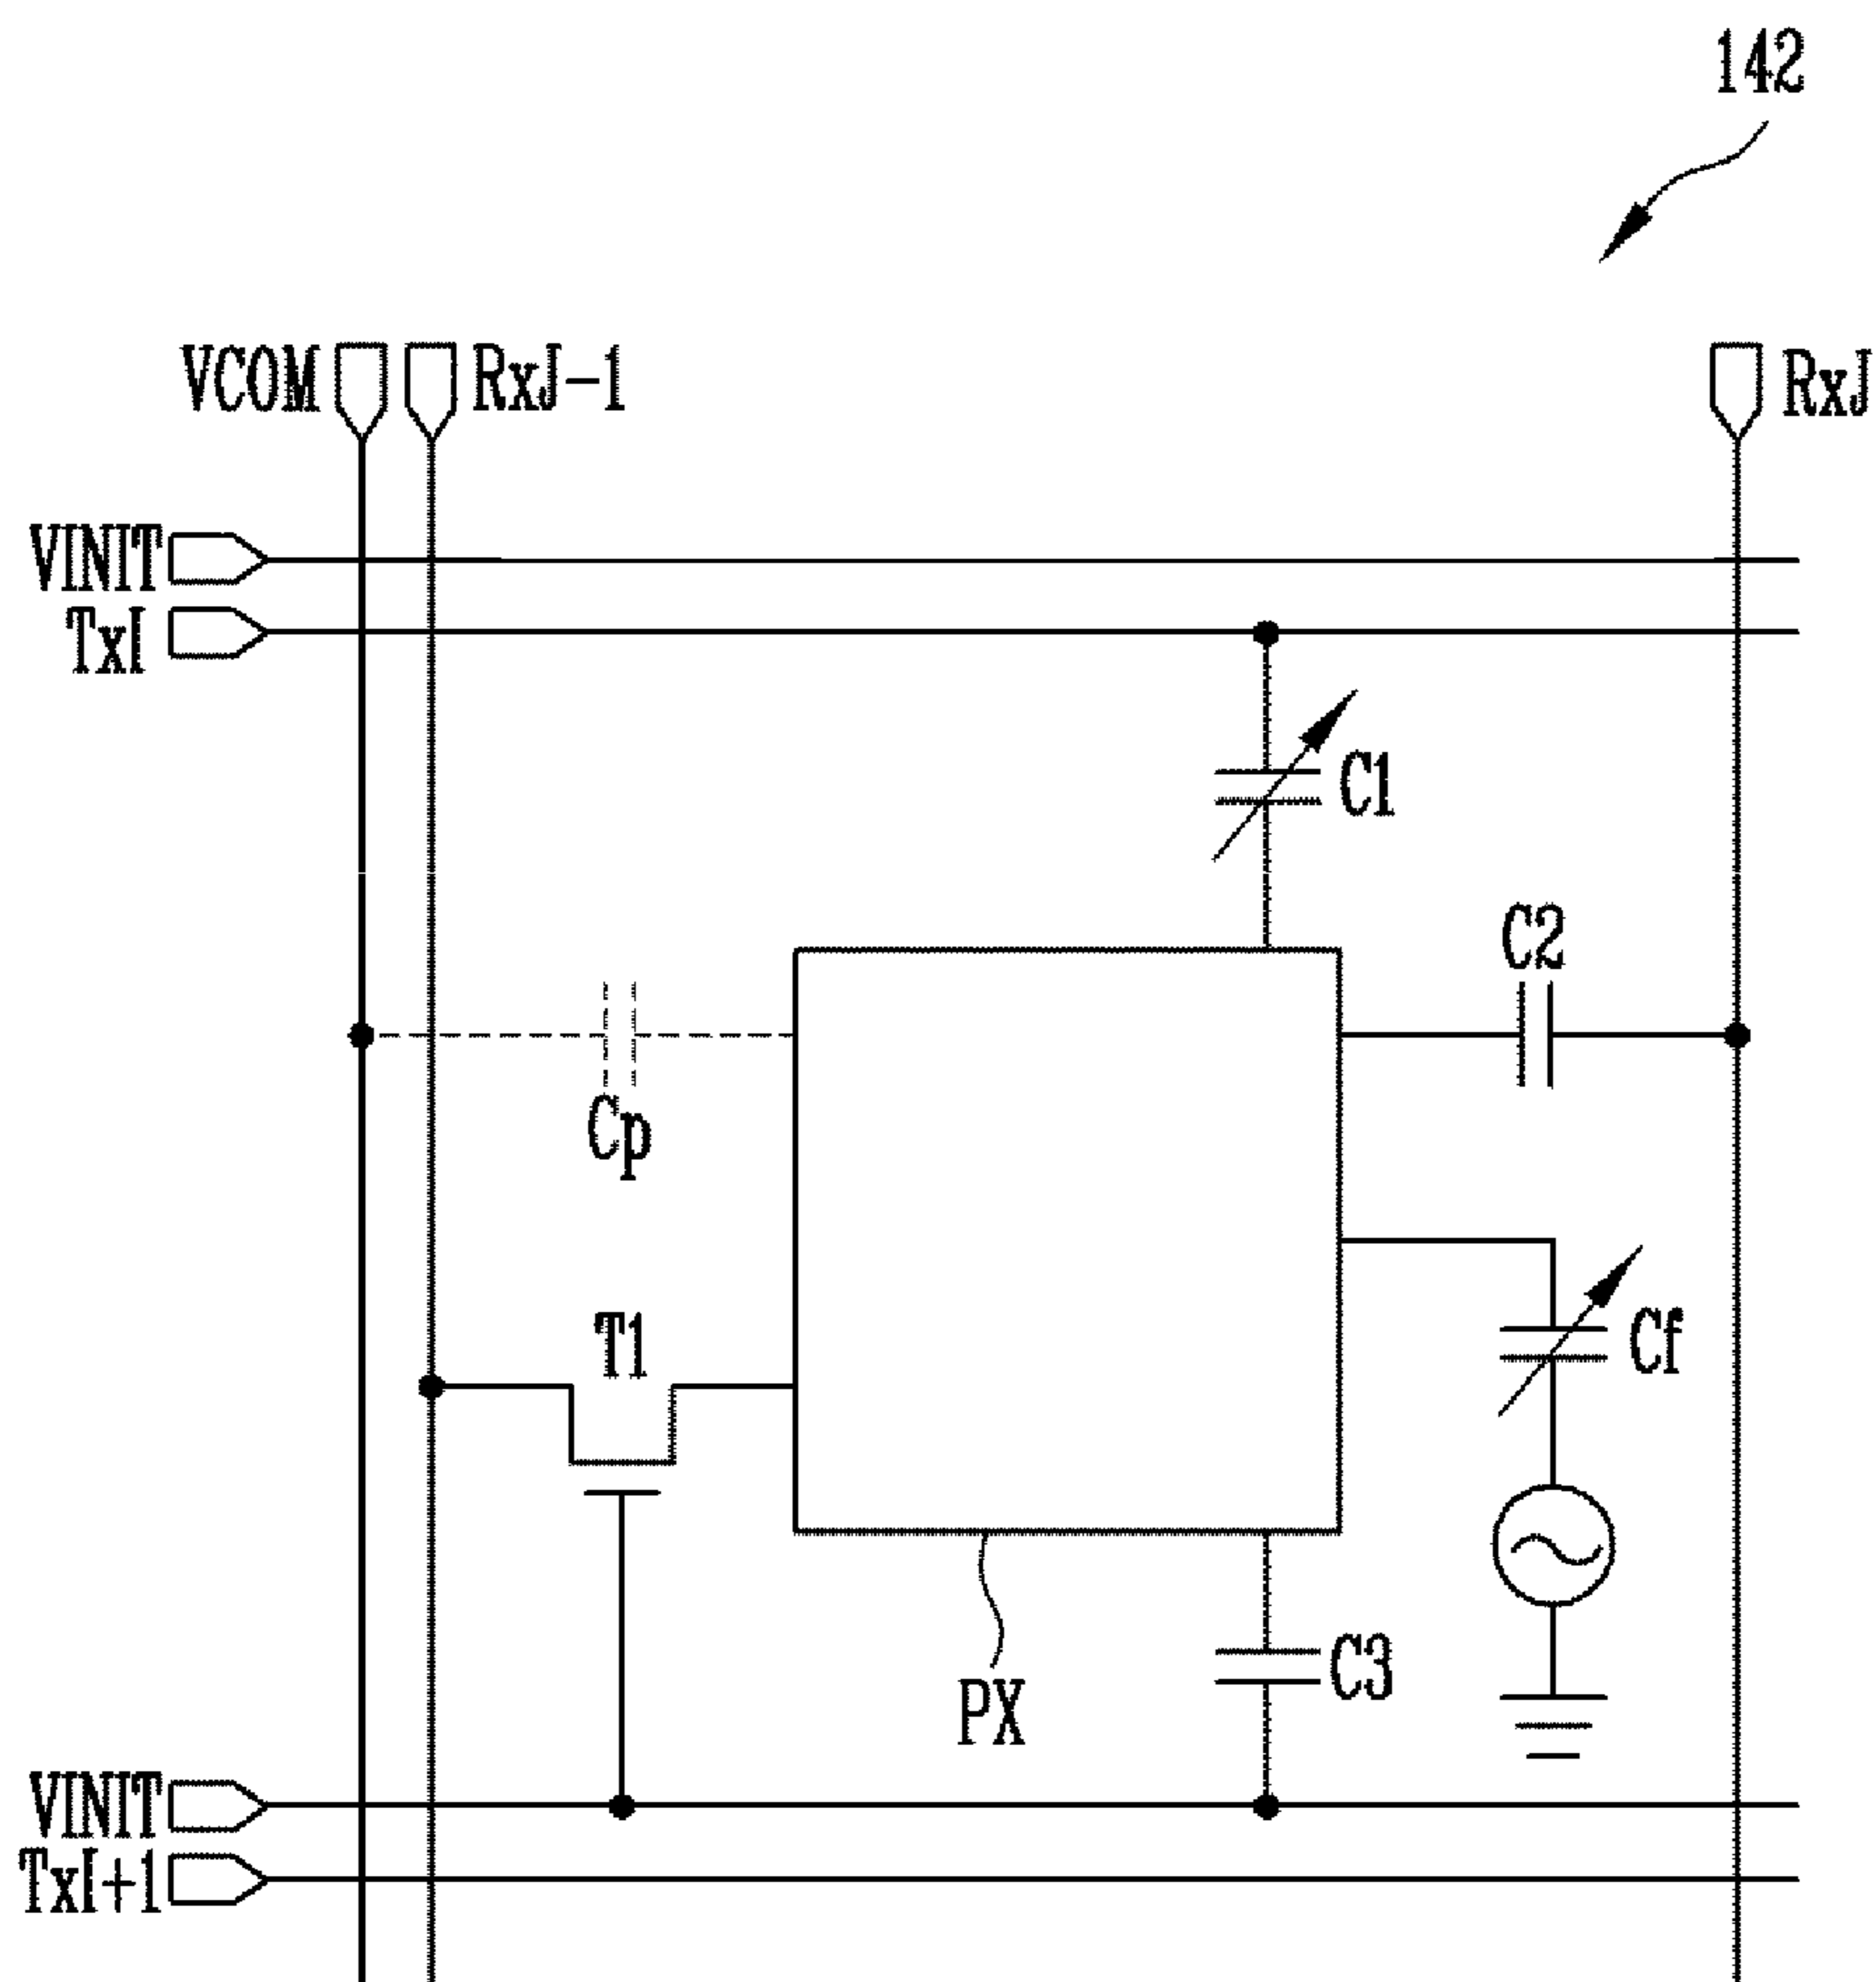 142
VCOM
RxJ-1
RxJ
VINIT
TxI
C1
C2
Cp
T1
Cf
C3
PX
VINIT
TxI+1